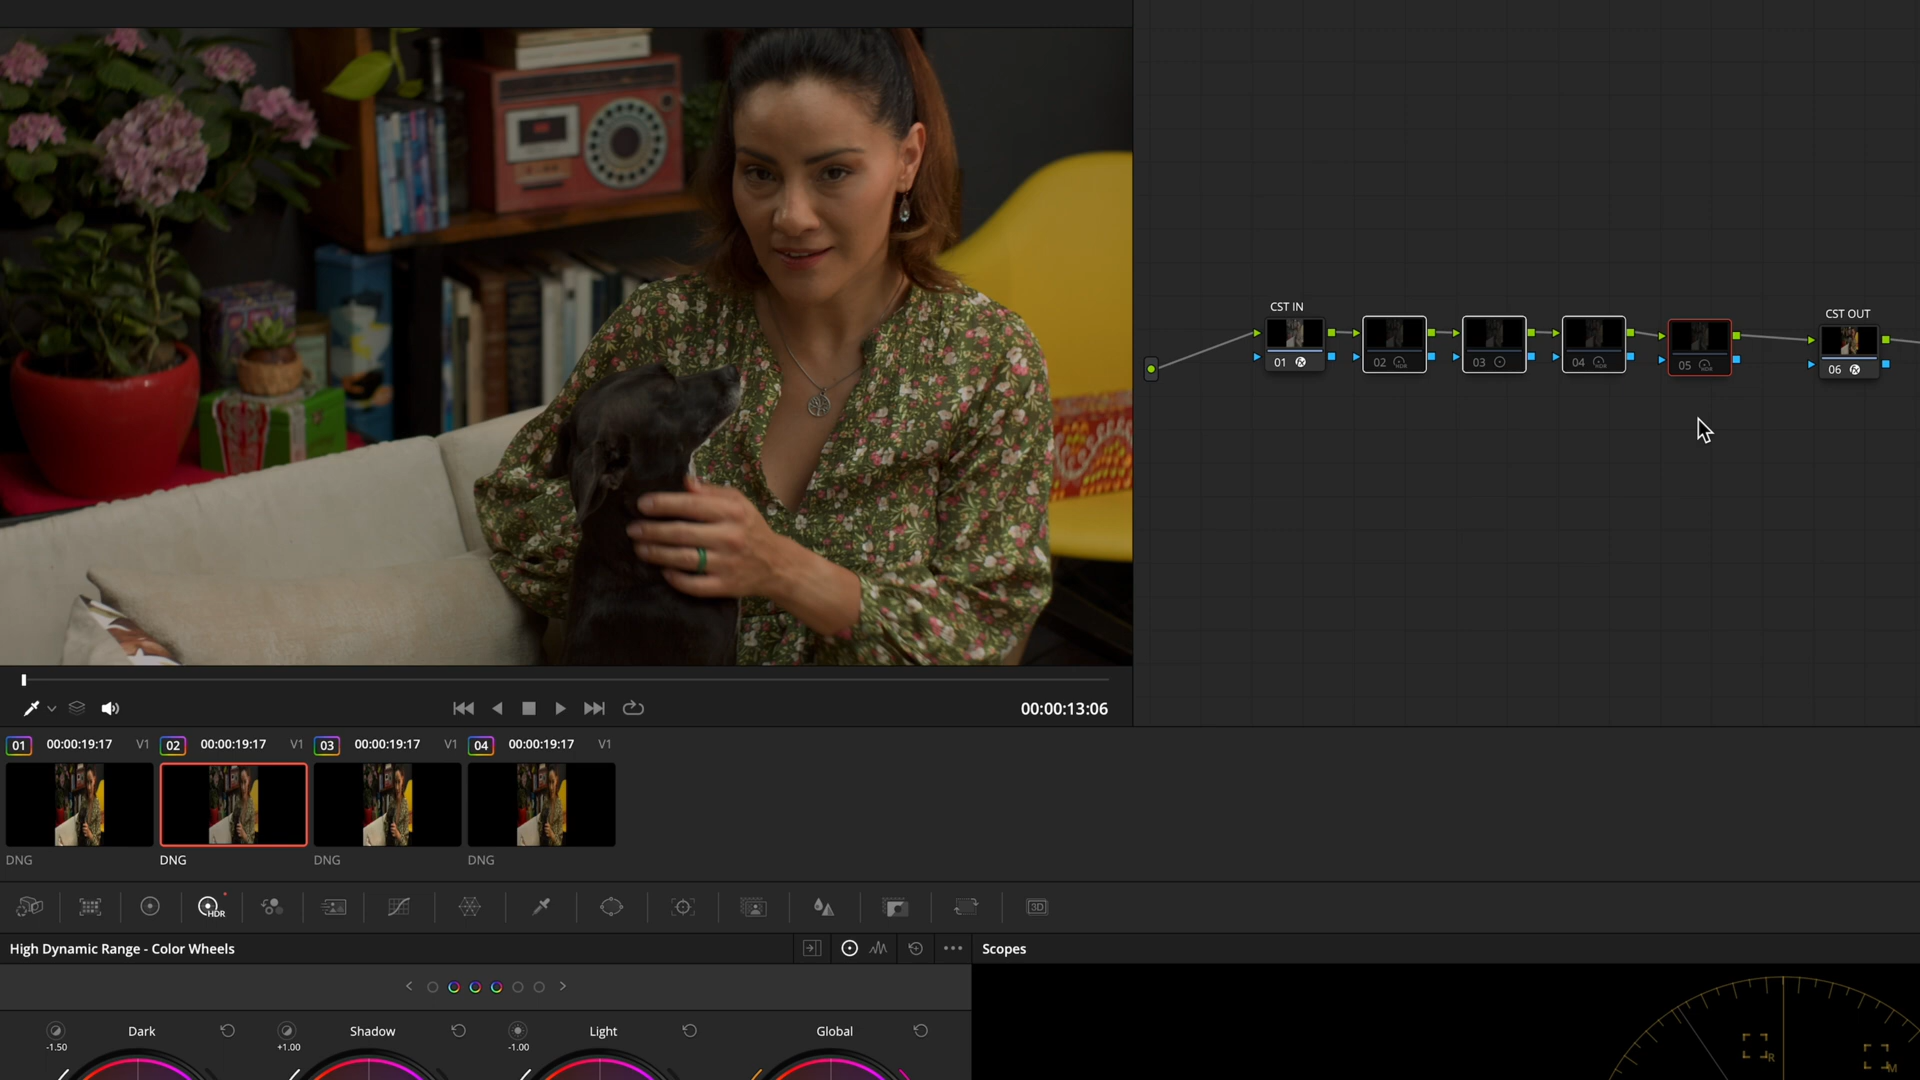 CST IN
CST OUT
01
02 HDR
03
04 HDR
05 HDR
06
00:00:13:06
01 00:00:19:17 V1
02 00:00:19:17 V1
03 00:00:19:17 V1
04 00:00:19:17 V1
DNG
DNG
DNG
DNG
HDR
3D
High Dynamic Range - Color Wheels
Scopes
Dark
Shadow
Light
Global
-1.50
+1.00
-1.00
R
M